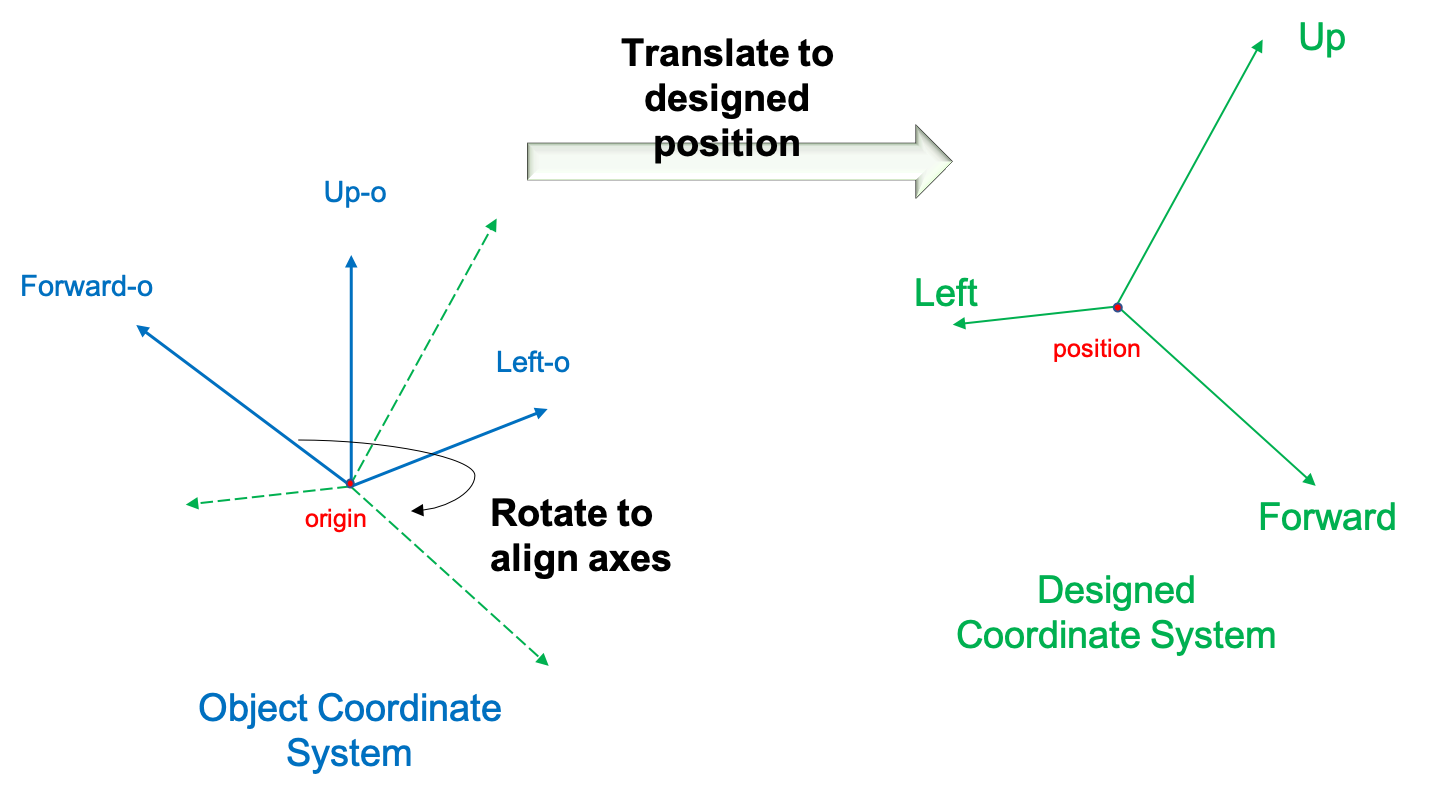 Translate to
designed
position
Up
Up-o
Forward-o
Left
Left-o
position
origin
Rotate to
align axes
Forward
Designed
Coordinate System
Object Coordinate
System